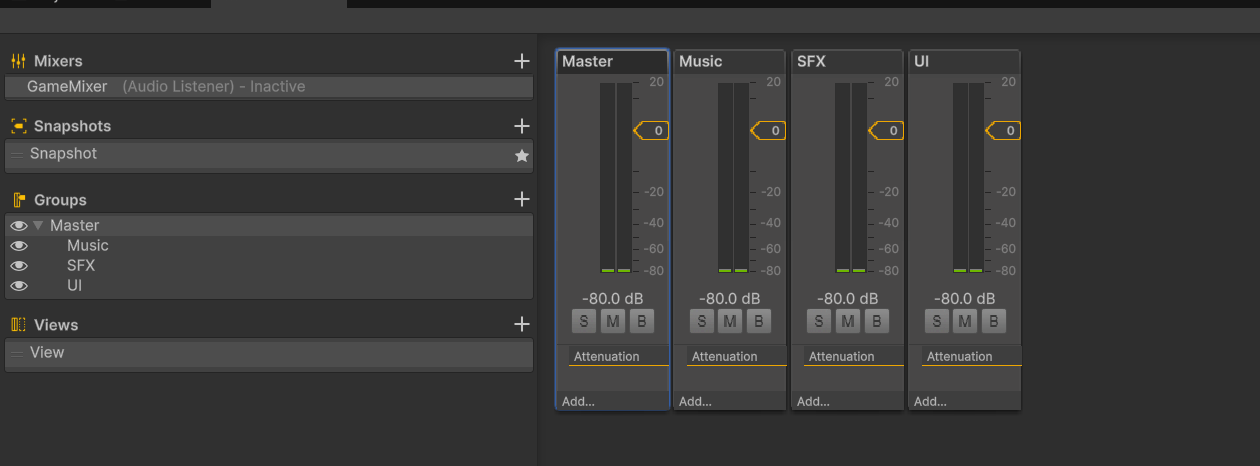 Mixers
GameMixer (Audio Listener) - Inactive
Snapshots
Snapshot
Groups
Master
Music
SFX
UI
Views
View
Master
20
0
-20
-40
-60
-80
-80.0 dB
S M B
Attenuation
Add...
Music
20
0
-20
-40
-60
-80
-80.0 dB
S M B
Attenuation
Add...
SFX
20
0
-20
-40
-60
-80
-80.0 dB
S M B
Attenuation
Add...
UI
20
0
-20
-40
-60
-80
-80.0 dB
S M B
Attenuation
Add...